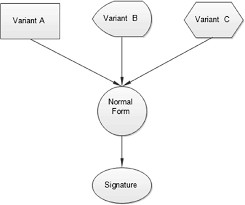 Variant A
Variant B
Variant C
Normal
Form
Signature